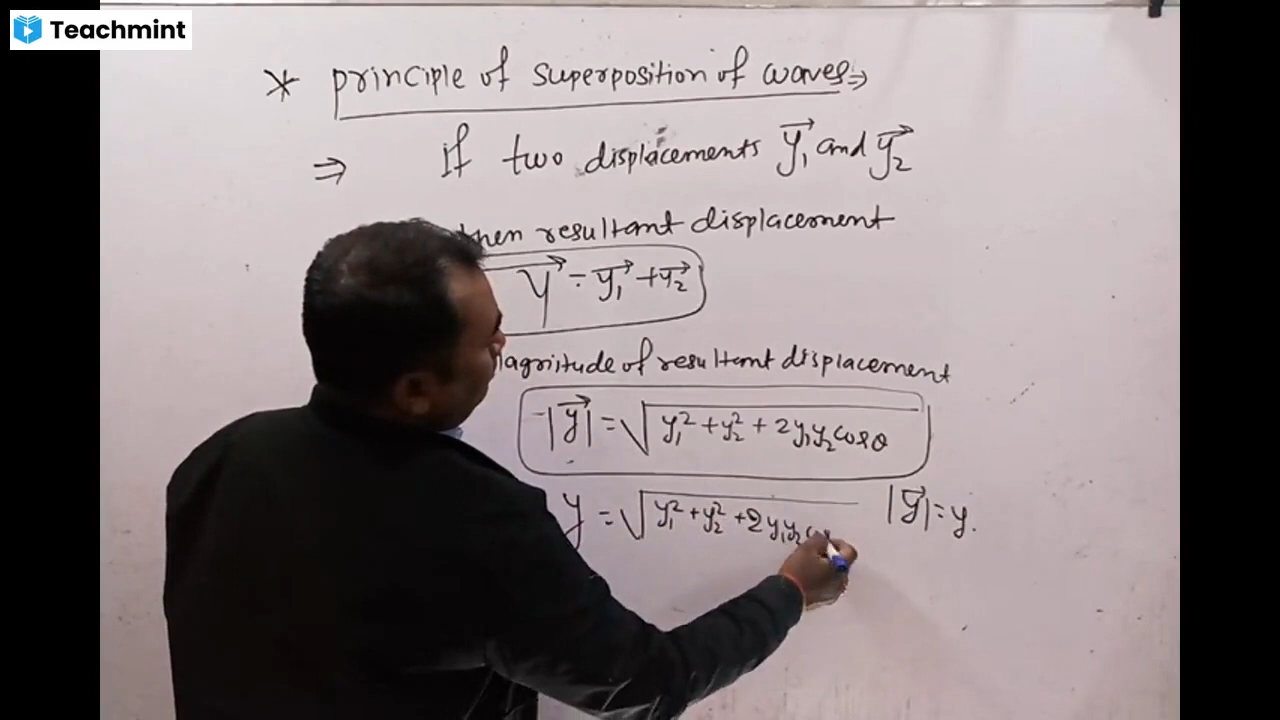 Teachmint
* principle of superposition of waves ⇒
⇒ If two displacements y⃗₁ and y⃗₂
then resultant displacement
y⃗ = y⃗₁ + y⃗₂
Magnitude of resultant displacement
|y⃗| = √(y₁² + y₂² + 2y₁y₂cosθ)
y = √(y₁² + y₂² + 2y₁y₂ |y⃗| = y.